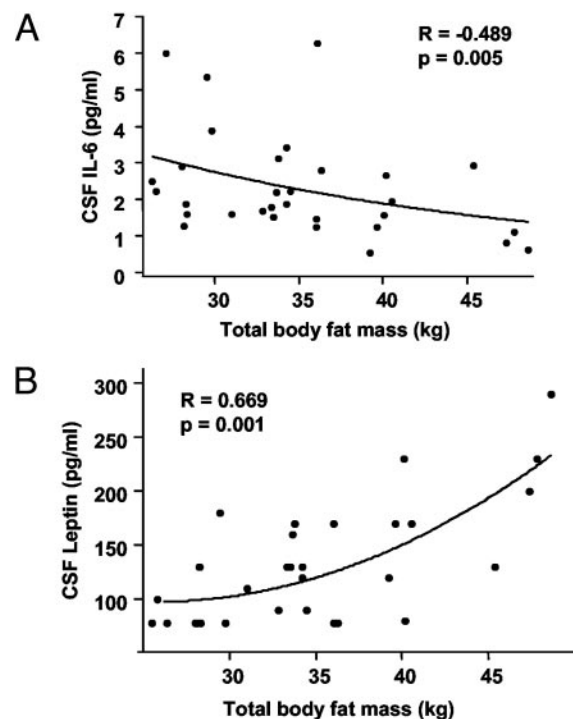 A
R = -0.489
p = 0.005
CSF IL-6 (pg/ml)
7
6
5
4
3
2
1
0
30 35 40 45
Total body fat mass (kg)
B
R = 0.669
p = 0.001
CSF Leptin (pg/ml)
300
250
200
150
100
30 35 40 45
Total body fat mass (kg)